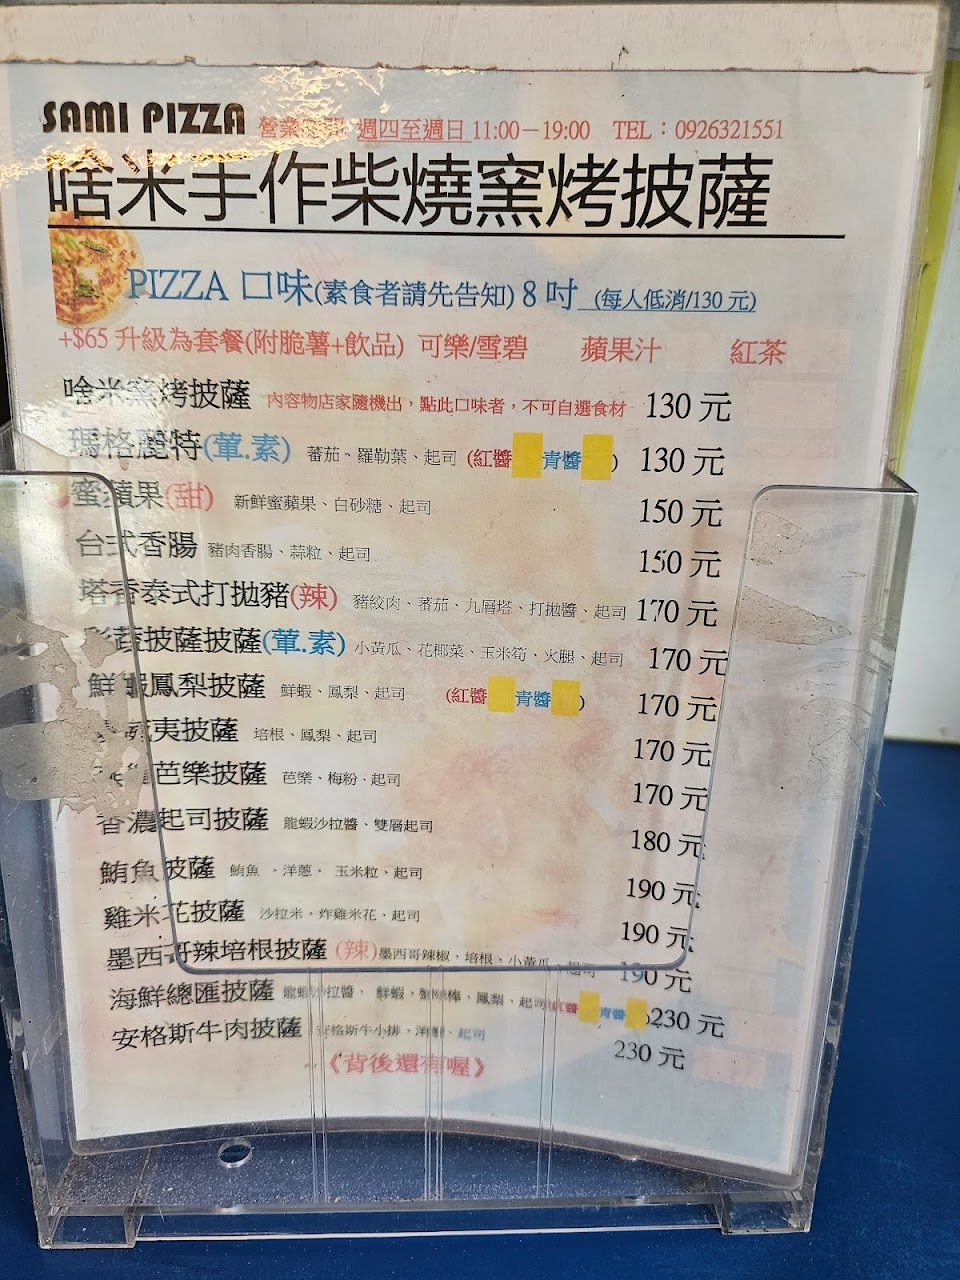 SAMI PIZZA 營業 週四至週日 11:00－19:00 TEL：0926321551
啥米手作柴燒窯烤披薩
PIZZA 口味(素食者請先告知) 8 吋 (每人低消/130 元)
+$65 升級為套餐(附脆薯+飲品) 可樂/雪碧 蘋果汁 紅茶
啥米窯烤披薩 內容物店家隨機出，點此口味者，不可自選食材 130 元
瑪格麗特(葷.素) 蕃茄、羅勒葉、起司 (紅醬 青醬 ) 130 元
蜜蘋果(甜) 新鮮蜜蘋果、白砂糖、起司 150 元
台式香腸 豬肉香腸、蒜粒、起司 150 元
塔香泰式打拋豬(辣) 豬絞肉、蕃茄、九層塔、打拋醬、起司 170 元
蔬披薩披薩(葷.素) 小黃瓜、花椰菜、玉米筍、火腿、起司 170 元
鮮蝦鳳梨披薩 鮮蝦、鳳梨、起司 (紅醬 青醬 ) 170 元
威夷披薩 培根、鳳梨、起司 170 元
芭樂披薩 芭樂、梅粉、起司 170 元
香濃起司披薩 龍蝦沙拉醬、雙層起司 180 元
鮪魚披薩 鮪魚 、洋蔥、 玉米粒、起司 190 元
雞米花披薩 沙拉米、炸雞米花、起司 190 元
墨西哥辣培根披薩 (辣)墨西哥辣椒、培根、小黃瓜、起司 190 元
海鮮總匯披薩 龍蝦沙拉醬， 鮮蝦，蟹味棒，鳳梨、起司(紅醬 青醬 )230 元
安格斯牛肉披薩 安格斯牛小排，洋蔥、起司 230 元
~《背後還有喔》